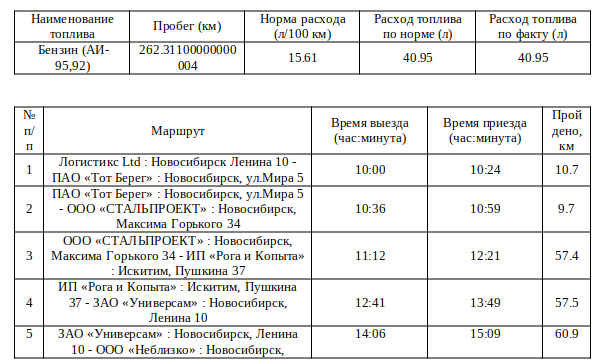 Наименование топлива Пробег (км) Норма расхода (л/100 км) Расход топлива по норме (л) Расход топлива по факту (л)
Бензин (АИ-95,92) 262.31100000000004 15.61 40.95 40.95
№ п/п Маршрут Время выезда (час:минута) Время приезда (час:минута) Пройдено, км
1 Логистикс Ltd : Новосибирск Ленина 10 - ПАО «Тот Берег» : Новосибирск, ул.Мира 5 10:00 10:24 10.7
2 ПАО «Тот Берег» : Новосибирск, ул.Мира 5 - ООО «СТАЛЬПРОЕКТ» : Новосибирск, Максима Горького 34 10:36 10:59 9.7
3 ООО «СТАЛЬПРОЕКТ» : Новосибирск, Максима Горького 34 - ИП «Рога и Копыта» : Искитим, Пушкина 37 11:12 12:21 57.4
4 ИП «Рога и Копыта» : Искитим, Пушкина 37 - ЗАО «Универсам» : Новосибирск, Ленина 10 12:41 13:49 57.5
5 ЗАО «Универсам» : Новосибирск, Ленина 10 - ООО «Неблизко» : Новосибирск, 14:06 15:09 60.9